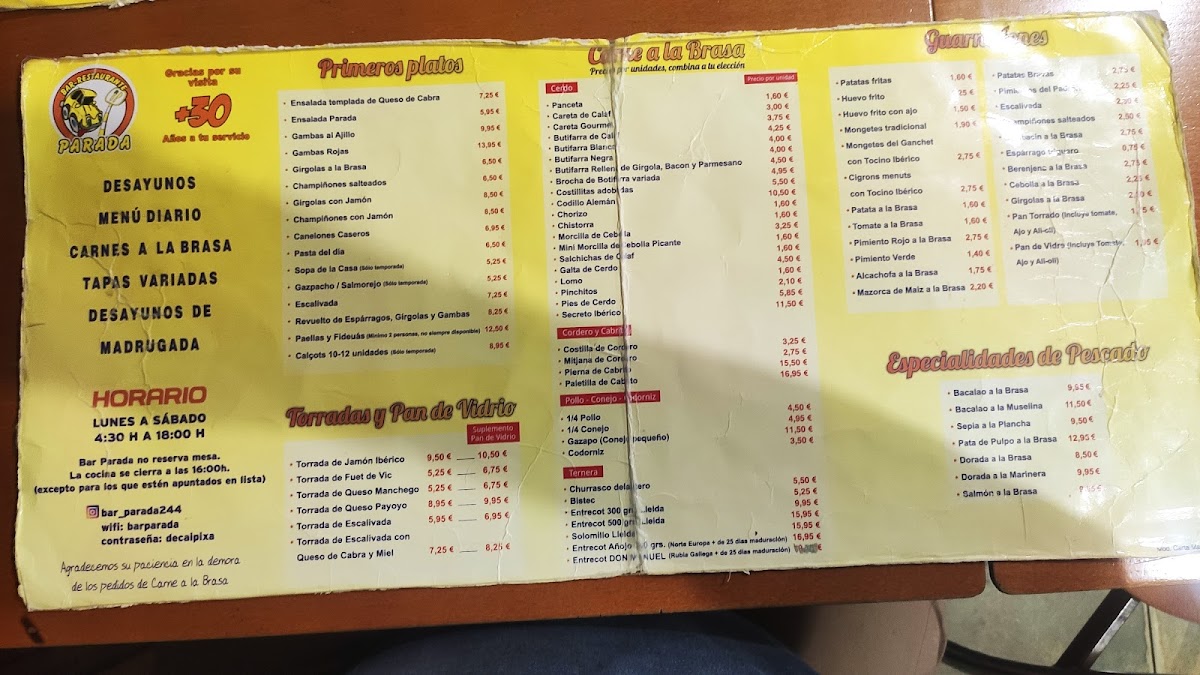 BAR-RESTAURANTE
PARADA
Gracias por su
visita
+30
Años a tu servicio
DESAYUNOS
MENÚ DIARIO
CARNES A LA BRASA
TAPAS VARIADAS
DESAYUNOS DE
MADRUGADA
HORARIO
LUNES A SÁBADO
4:30 H A 18:00 H
Bar Parada no reserva mesa.
La cocina se cierra a las 16:00h.
(excepto para los que estén apuntados en lista)
bar_parada244
wifi: barparada
contraseña: decaipixa
Agradecemos su paciencia en la demora
de los pedidos de Carne a la Brasa
Primeros platos
• Ensalada templada de Queso de Cabra 7,25 €
• Ensalada Parada 5,95 €
• Gambas al Ajillo 9,95 €
• Gambas Rojas 13,95 €
• Girgolas a la Brasa 6,50 €
• Champiñones salteados 6,50 €
• Girgolas con Jamón 8,50 €
• Champiñones con Jamón 8,50 €
• Canelones Caseros 6,95 €
• Pasta del dia 6,50 €
• Sopa de la Casa (Sólo temporada) 5,25 €
• Gazpacho / Salmorejo (Sólo temporada) 5,25 €
• Escalivada 7,25 €
• Revuelto de Espárragos, Girgolas y Gambas 8,25 €
• Paellas y Fideuás (Mínimo 2 personas, no siempre disponible) 12,50 €
• Calçots 10-12 unidades (Sólo temporada) 8,95 €
Torradas y Pan de Vidrio
Suplemento
Pan de Vidrio
• Torrada de Jamón Ibérico 9,50 € 10,50 €
• Torrada de Fuet de Vic 5,25 € 6,75 €
• Torrada de Queso Manchego 5,25 € 6,75 €
• Torrada de Queso Payoyo 8,95 € 9,95 €
• Torrada de Escalivada 5,95 € 6,95 €
• Torrada de Escalivada con
Queso de Cabra y Miel 7,25 € 8,25 €
Carne a la Brasa
Precio por unidades, combina a tu elección
Cerdo
Precio por unidad
• Panceta 1,60 €
• Careta de Calaf 3,00 €
• Careta Gourmet 3,75 €
• Butifarra de Calaf 4,25 €
• Butifarra Blanca 4,00 €
• Butifarra Negra 4,00 €
• Butifarra Rellena de Girgola, Bacon y Parmesano 4,50 €
• Brocha de Botifarra variada 4,95 €
• Costillitas adobadas 5,50 €
• Codillo Alemán 10,50 €
• Chorizo 1,60 €
• Chistorra 1,60 €
• Morcilla de Cebolla 3,25 €
• Mini Morcilla de Cebolla Picante 1,60 €
• Salchichas de Calaf 1,60 €
• Galta de Cerdo 4,50 €
• Lomo 1,60 €
• Pinchitos 2,10 €
• Pies de Cerdo 5,85 €
• Secreto Ibérico 11,50 €
Cordero y Cabrito
• Costilla de Cordero 3,25 €
• Mitjana de Cordero 2,75 €
• Pierna de Cabrito 15,50 €
• Paletilla de Cabrito 16,95 €
Pollo - Conejo - Codorniz
• 1/4 Pollo 4,50 €
• 1/4 Conejo 4,95 €
• Gazapo (Conejo pequeño) 11,50 €
• Codorniz 3,50 €
Ternera
• Churrasco delantero 5,50 €
• Bistec 5,25 €
• Entrecot 300 grs. Lleida 9,95 €
• Entrecot 500 grs. Lleida 15,95 €
• Solomillo Lleida 15,95 €
• Entrecot Añojo grs. (Norte Europa + de 25 dias maduración) 16,95 €
• Entrecot DON MANUEL (Rubia Gallega + de 25 dias maduración) €
Guarniciones
• Patatas fritas 1,60 €
• Huevo frito
• Huevo frito con ajo 1,50 €
• Mongetes tradicional 1,90 €
• Mongetes del Ganchet
con Tocino Ibérico 2,75 €
• Cigrons menuts
con Tocino Ibérico 2,75 €
• Patata a la Brasa 1,60 €
• Tomate a la Brasa 1,60 €
• Pimiento Rojo a la Brasa 2,75 €
• Pimiento Verde 1,40 €
• Alcachofa a la Brasa 1,75 €
• Mazorca de Maiz a la Brasa 2,20 €
• Patatas Bravas 2,75 €
• Pimientos del Padrón 2,25 €
• Escalivada
• Champiñones salteados 2,50 €
• Calabacín a la Brasa 2,75 €
• Espárrago triguero 0,75 €
• Berenjena a la Brasa 2,75 €
• Cebolla a la Brasa 2,25 €
• Girgolas a la Brasa
• Pan Torrado (Incluye tomate,
Ajo y Ali-oli)
• Pan de Vidre (Incluye Tomate,
Ajo y Ali-oli)
Especialidades de Pescado
• Bacalao a la Brasa 9,95 €
• Bacalao a la Muselina 11,50 €
• Sepia a la Plancha 9,50 €
• Pata de Pulpo a la Brasa 12,95 €
• Dorada a la Brasa 8,50 €
• Dorada a la Marinera 9,95 €
• Salmón a la Brasa